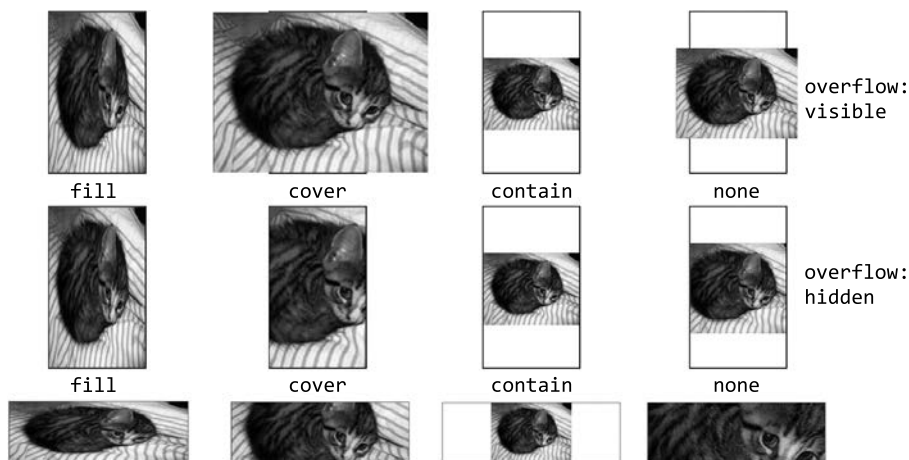 overflow:
visible
fill
cover
contain
none
overflow:
hidden
fill
cover
contain
none